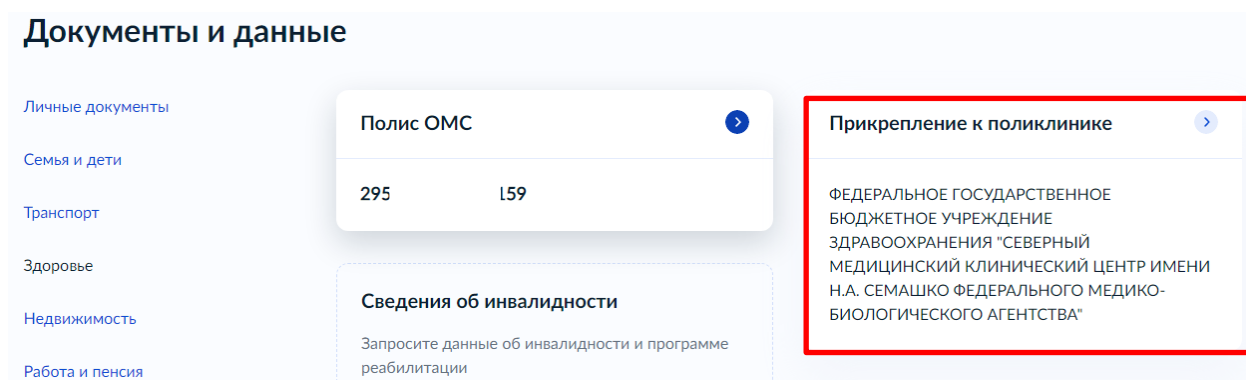 Документы и данные
Личные документы
Семья и дети
Транспорт
Здоровье
Недвижимость
Работа и пенсия
Полис ОМС
295 159
Сведения об инвалидности
Запросите данные об инвалидности и программе
реабилитации
Прикрепление к поликлинике
ФЕДЕРАЛЬНОЕ ГОСУДАРСТВЕННОЕ
БЮДЖЕТНОЕ УЧРЕЖДЕНИЕ
ЗДРАВООХРАНЕНИЯ "СЕВЕРНЫЙ
МЕДИЦИНСКИЙ КЛИНИЧЕСКИЙ ЦЕНТР ИМЕНИ
Н.А. СЕМАШКО ФЕДЕРАЛЬНОГО МЕДИКО-
БИОЛОГИЧЕСКОГО АГЕНТСТВА"